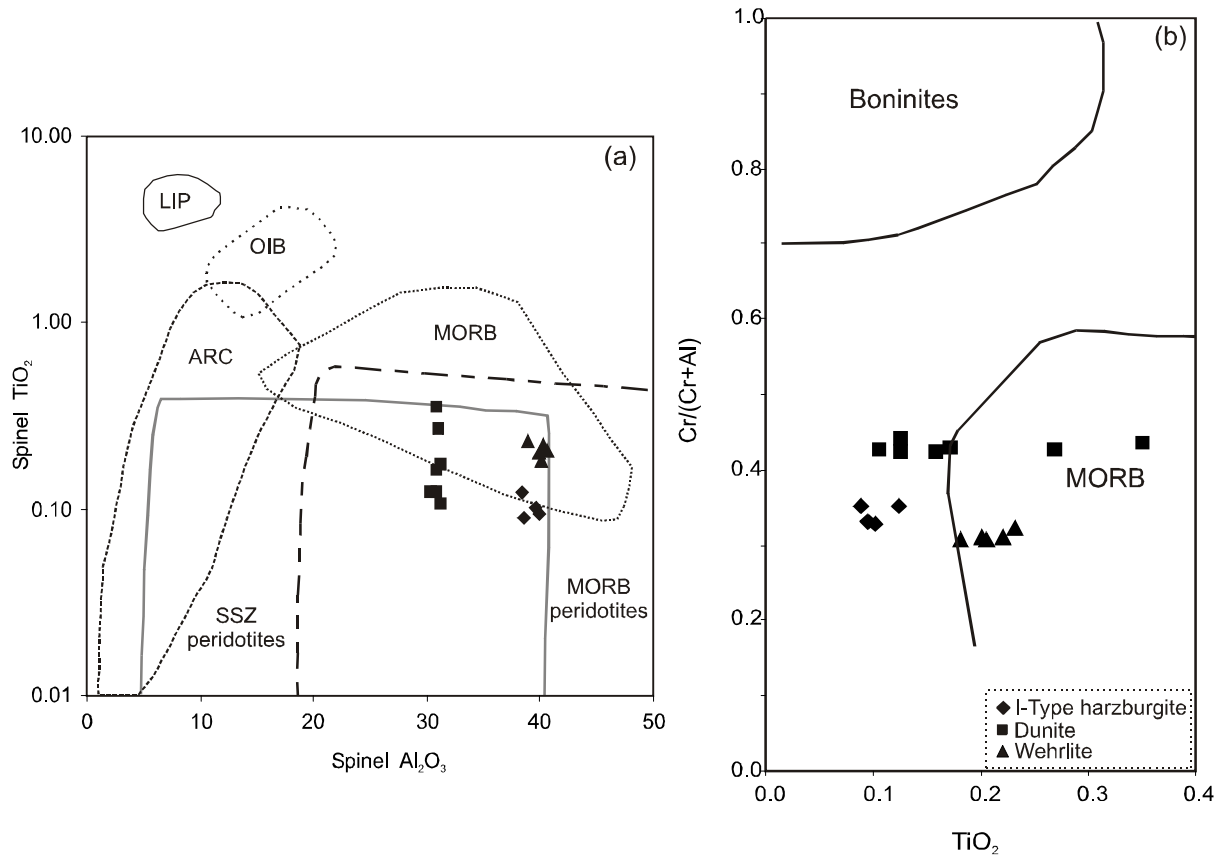 (a)
10.00
1.00
0.10
0.01
Spinel TiO₂
LIP
OIB
ARC
MORB
SSZ
peridotites
MORB
peridotites
0
10
20
30
40
50
Spinel Al₂O₃
(b)
1.0
0.8
0.6
0.4
0.2
0.0
Cr/(Cr+Al)
Boninites
MORB
I-Type harzburgite
Dunite
Wehrlite
0.0
0.1
0.2
0.3
0.4
TiO₂